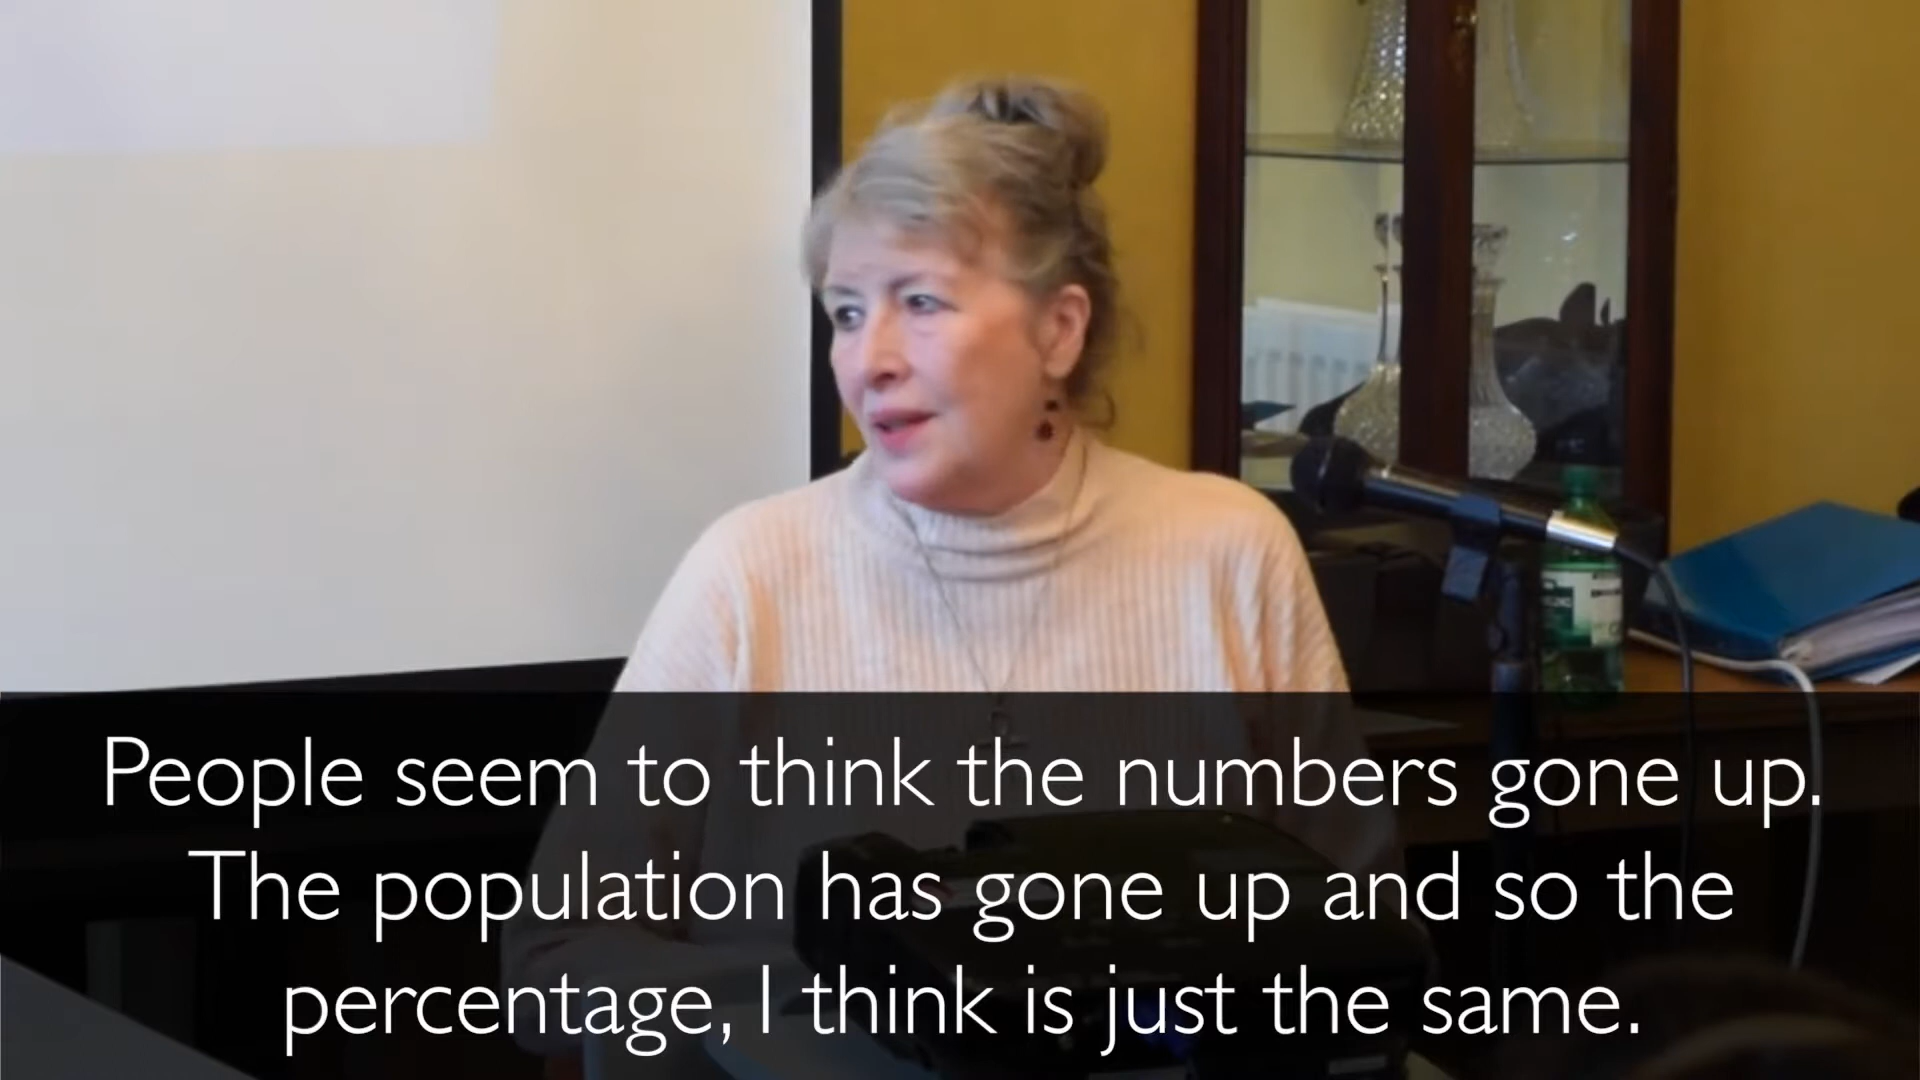 People seem to think the numbers gone up.
The population has gone up and so the
percentage, I think is just the same.